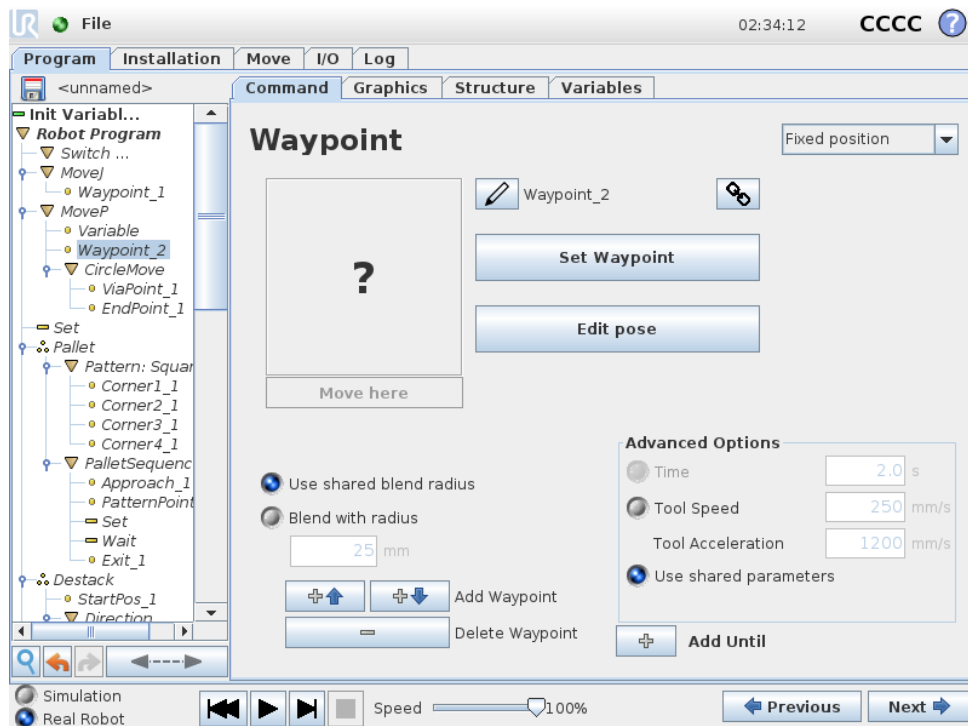 UR File 02:34:12 CCCC ?
Program Installation Move I/O Log
<unnamed> Command Graphics Structure Variables
Init Variabl...
Robot Program
Switch ...
MoveJ
Waypoint_1
MoveP
Variable
Waypoint_2
CircleMove
ViaPoint_1
EndPoint_1
Set
Pallet
Pattern: Squar
Corner1_1
Corner2_1
Corner3_1
Corner4_1
PalletSequenc
Approach_1
PatternPoint
Set
Wait
Exit_1
Destack
StartPos_1
Direction
Waypoint
Fixed position
?
Waypoint_2
Set Waypoint
Edit pose
Move here
Use shared blend radius
Blend with radius
25 mm
Add Waypoint
Delete Waypoint
Advanced Options
Time 2.0 s
Tool Speed 250 mm/s
Tool Acceleration 1200 mm/s
Use shared parameters
Add Until
Simulation
Real Robot
Speed 100%
Previous Next